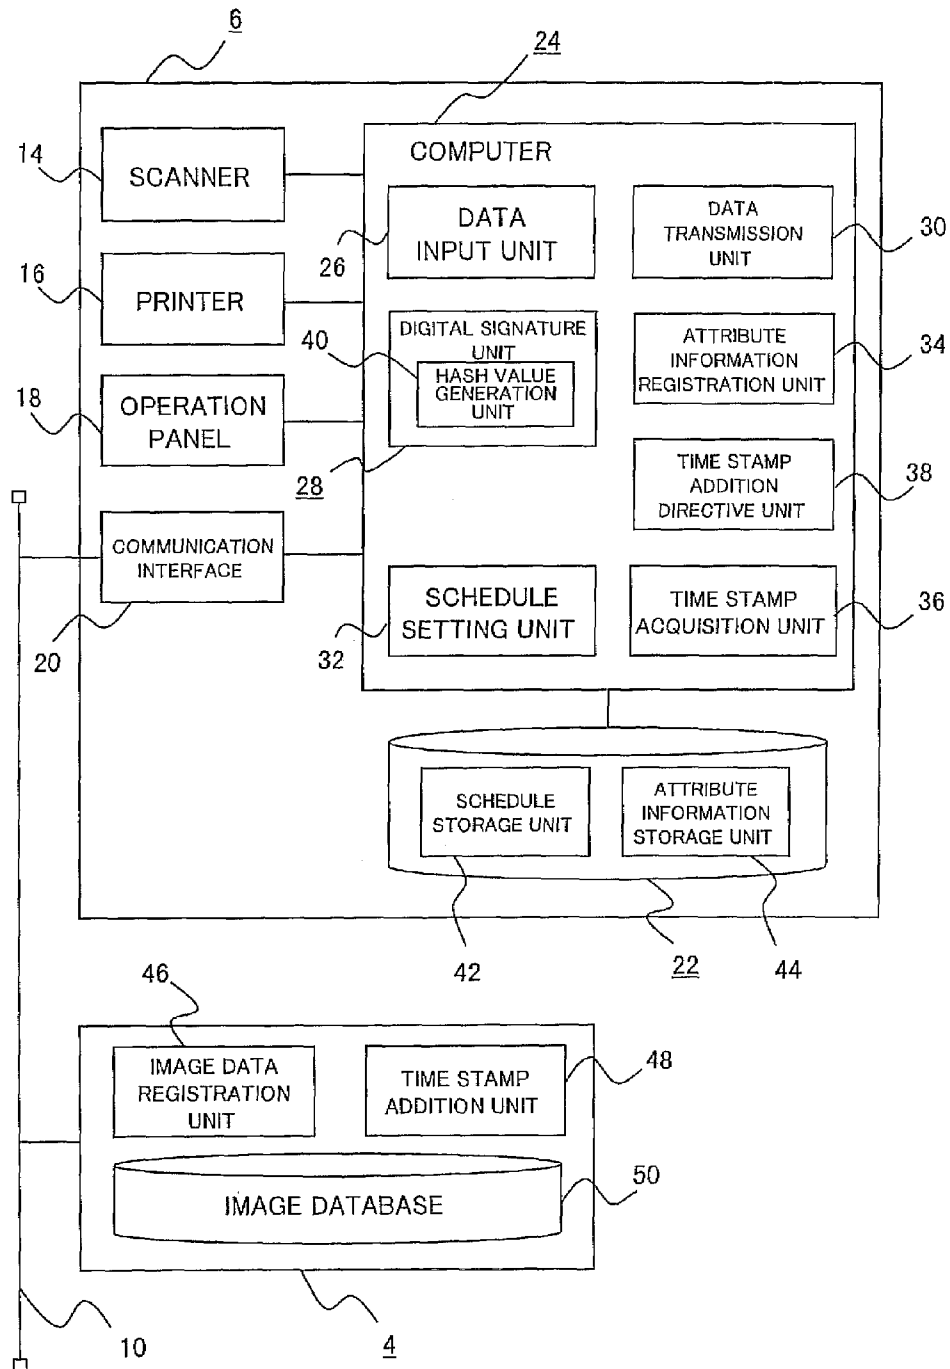 6
24
14
SCANNER
COMPUTER
DATA
INPUT UNIT
26
DATA
TRANSMISSION
UNIT
30
16
PRINTER
DIGITAL SIGNATURE
UNIT
40
HASH VALUE
GENERATION
UNIT
28
ATTRIBUTE
INFORMATION
REGISTRATION UNIT
34
18
OPERATION
PANEL
TIME STAMP
ADDITION
DIRECTIVE UNIT
38
COMMUNICATION
INTERFACE
20
SCHEDULE
SETTING UNIT
32
TIME STAMP
ACQUISITION UNIT
36
SCHEDULE
STORAGE UNIT
ATTRIBUTE
INFORMATION
STORAGE UNIT
42
22
44
46
IMAGE DATA
REGISTRATION
UNIT
TIME STAMP
ADDITION UNIT
48
IMAGE DATABASE
50
10
4